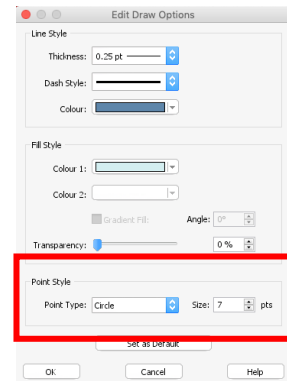 Edit Draw Options
Line Style
Thickness: 0.25 pt
Dash Style:
Colour:
Fill Style
Colour 1:
Colour 2:
Gradient Fill: Angle: 0°
Transparency: 0 %
Point Style
Point Type: Circle Size: 7 pts
Set as Default
OK Cancel Help